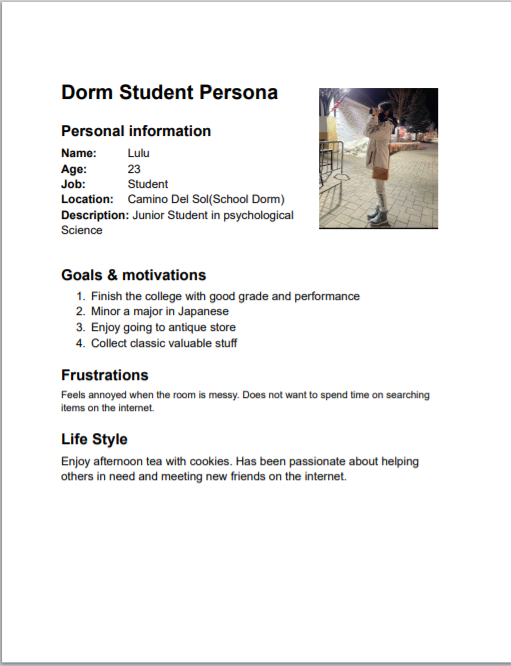 Dorm Student Persona
Personal information
Name: Lulu
Age: 23
Job: Student
Location: Camino Del Sol(School Dorm)
Description: Junior Student in psychological
Science
Goals & motivations
1. Finish the college with good grade and performance
2. Minor a major in Japanese
3. Enjoy going to antique store
4. Collect classic valuable stuff
Frustrations
Feels annoyed when the room is messy. Does not want to spend time on searching
items on the internet.
Life Style
Enjoy afternoon tea with cookies. Has been passionate about helping
others in need and meeting new friends on the internet.